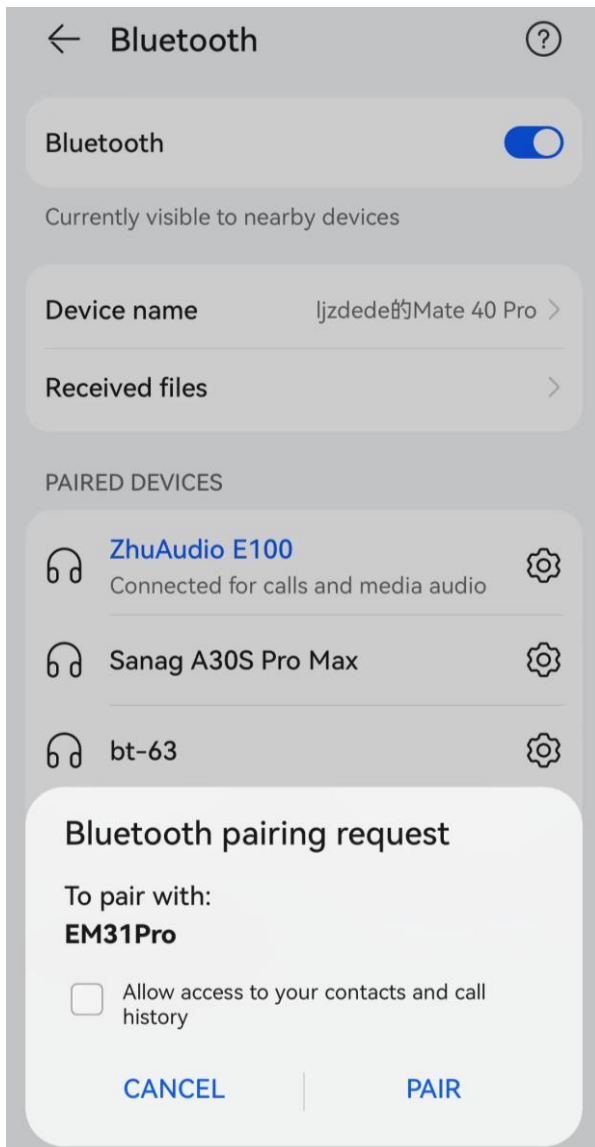 Bluetooth
Bluetooth
Currently visible to nearby devices
Device name ljzdede的Mate 40 Pro
Received files
PAIRED DEVICES
ZhuAudio E100
Connected for calls and media audio
Sanag A30S Pro Max
bt-63
Bluetooth pairing request
To pair with:
EM31Pro
Allow access to your contacts and call
history
CANCEL PAIR